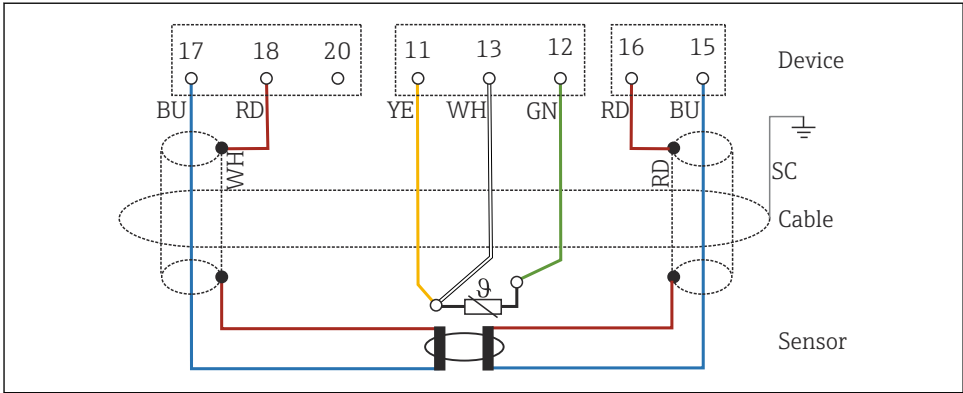 17 18 20 11 13 12 16 15
Device
BU RD YE WH GN RD BU
WH RD SC
Cable
ϑ
Sensor